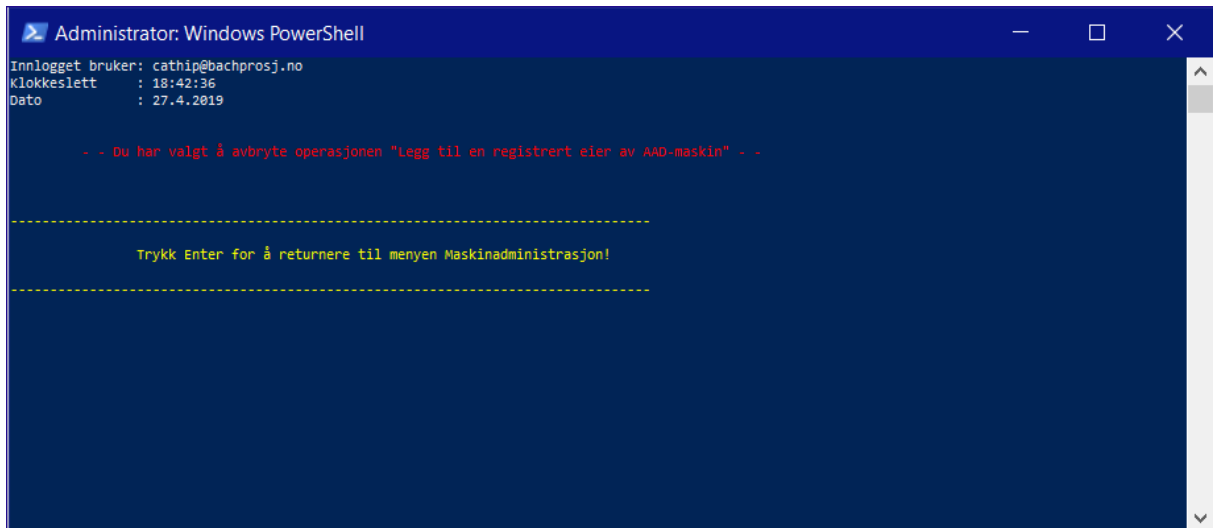 Administrator: Windows PowerShell
Innlogget bruker: cathip@bachprosj.no
Klokkeslett     : 18:42:36
Dato            : 27.4.2019
- - Du har valgt å avbryte operasjonen "Legg til en registrert eier av AAD-maskin" - -
---------------------------------------------------------------------------------
Trykk Enter for å returnere til menyen Maskinadministrasjon!
---------------------------------------------------------------------------------